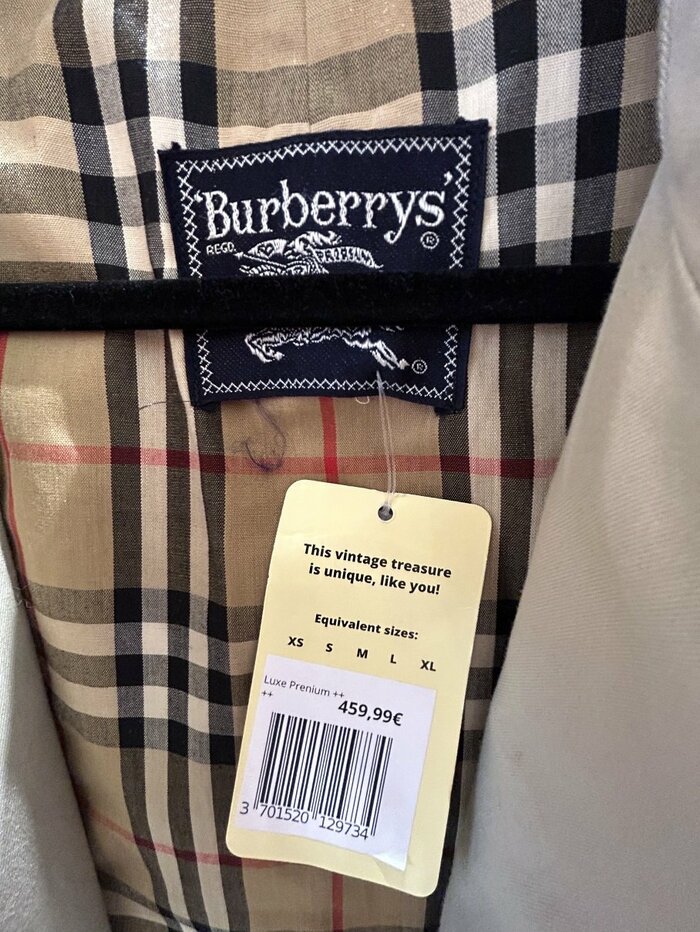 'Burberrys'
REGD.
PRORSUM
®
®
This vintage treasure
is unique, like you!
Equivalent sizes:
XS S M L XL
Luxe Prenium ++
++
459,99€
3 701520 129734